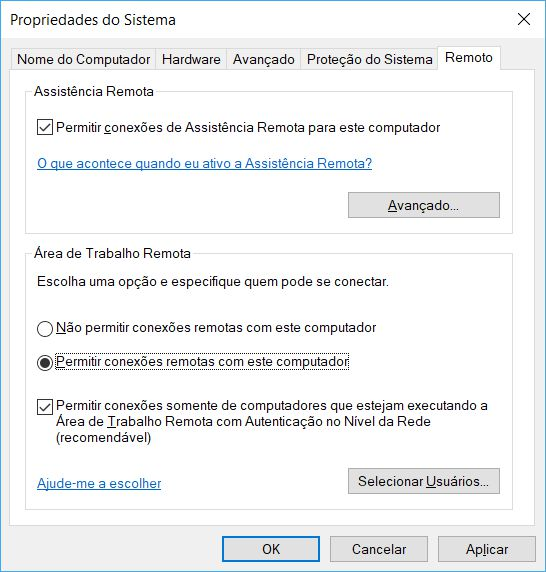 Propriedades do Sistema
Nome do Computador Hardware Avançado Proteção do Sistema Remoto
Assistência Remota
Permitir conexões de Assistência Remota para este computador
O que acontece quando eu ativo a Assistência Remota?
Avançado...
Área de Trabalho Remota
Escolha uma opção e especifique quem pode se conectar.
Não permitir conexões remotas com este computador
Permitir conexões remotas com este computador
Permitir conexões somente de computadores que estejam executando a
Área de Trabalho Remota com Autenticação no Nível da Rede
(recomendável)
Ajude-me a escolher
Selecionar Usuários...
OK Cancelar Aplicar